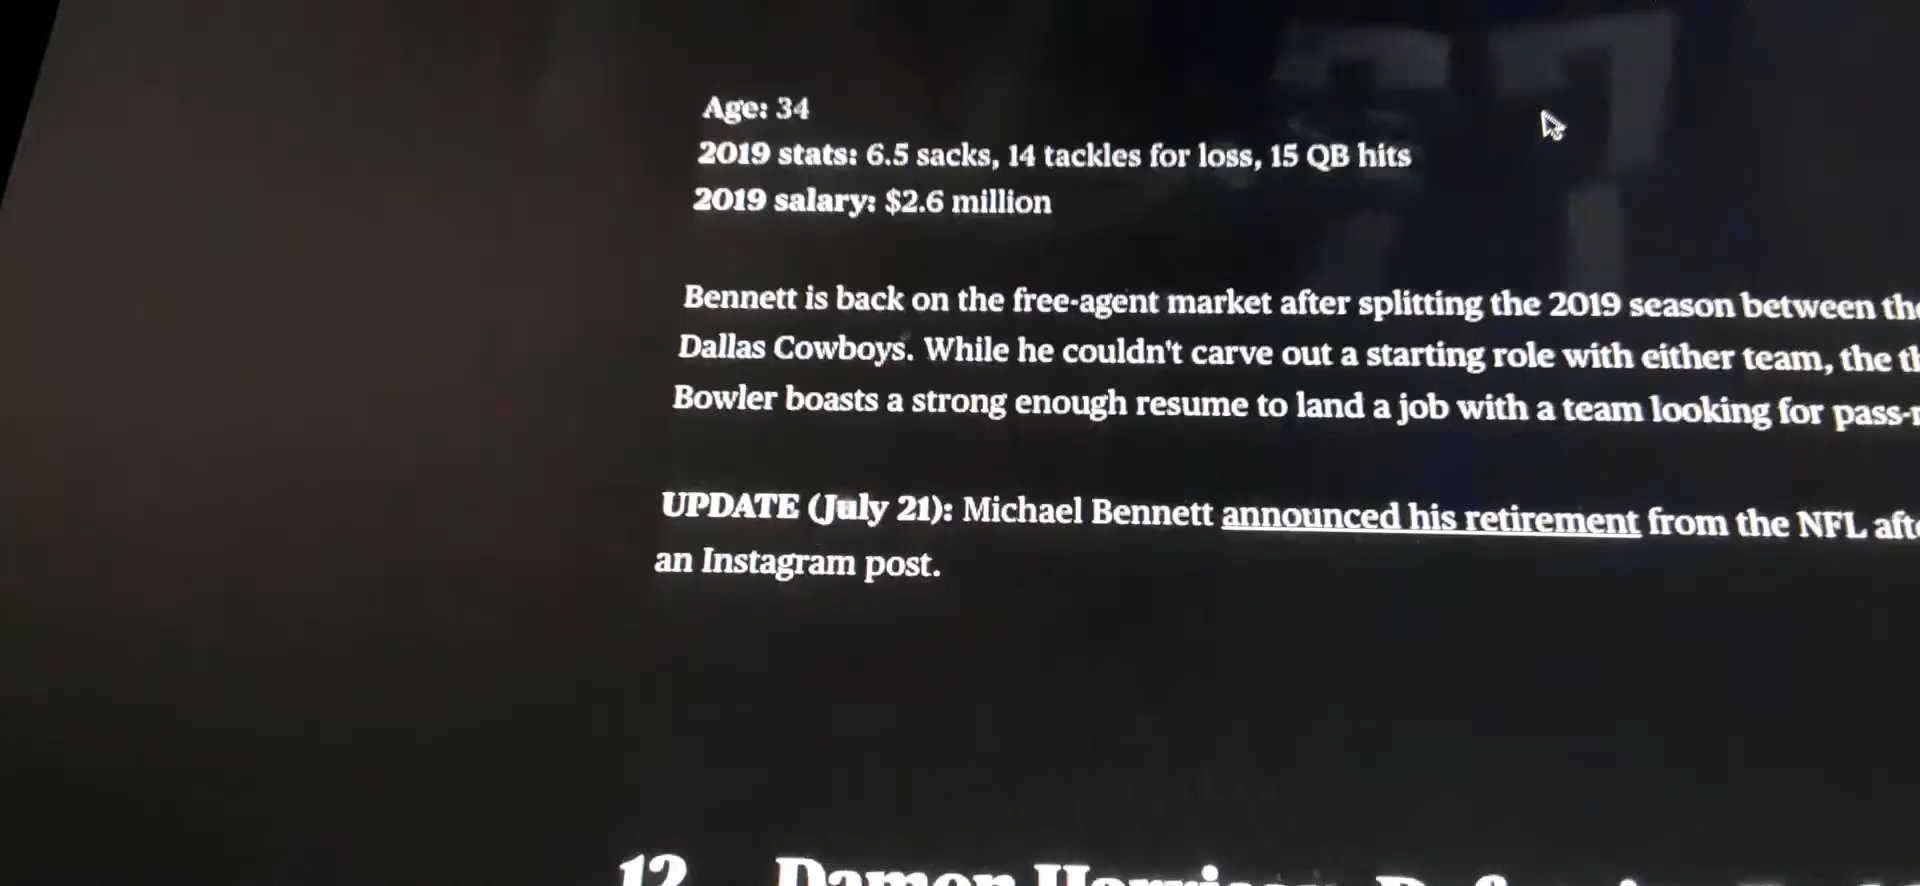 Age: 34
2019 stats: 6.5 sacks, 14 tackles for loss, 15 QB hits
2019 salary: $2.6 million
Bennett is back on the free-agent market after splitting the 2019 season between the
Dallas Cowboys. While he couldn't carve out a starting role with either team, the
Bowler boasts a strong enough resume to land a job with a team looking for pass-
UPDATE (July 21): Michael Bennett announced his retirement from the NFL
an Instagram post.
12 Damon